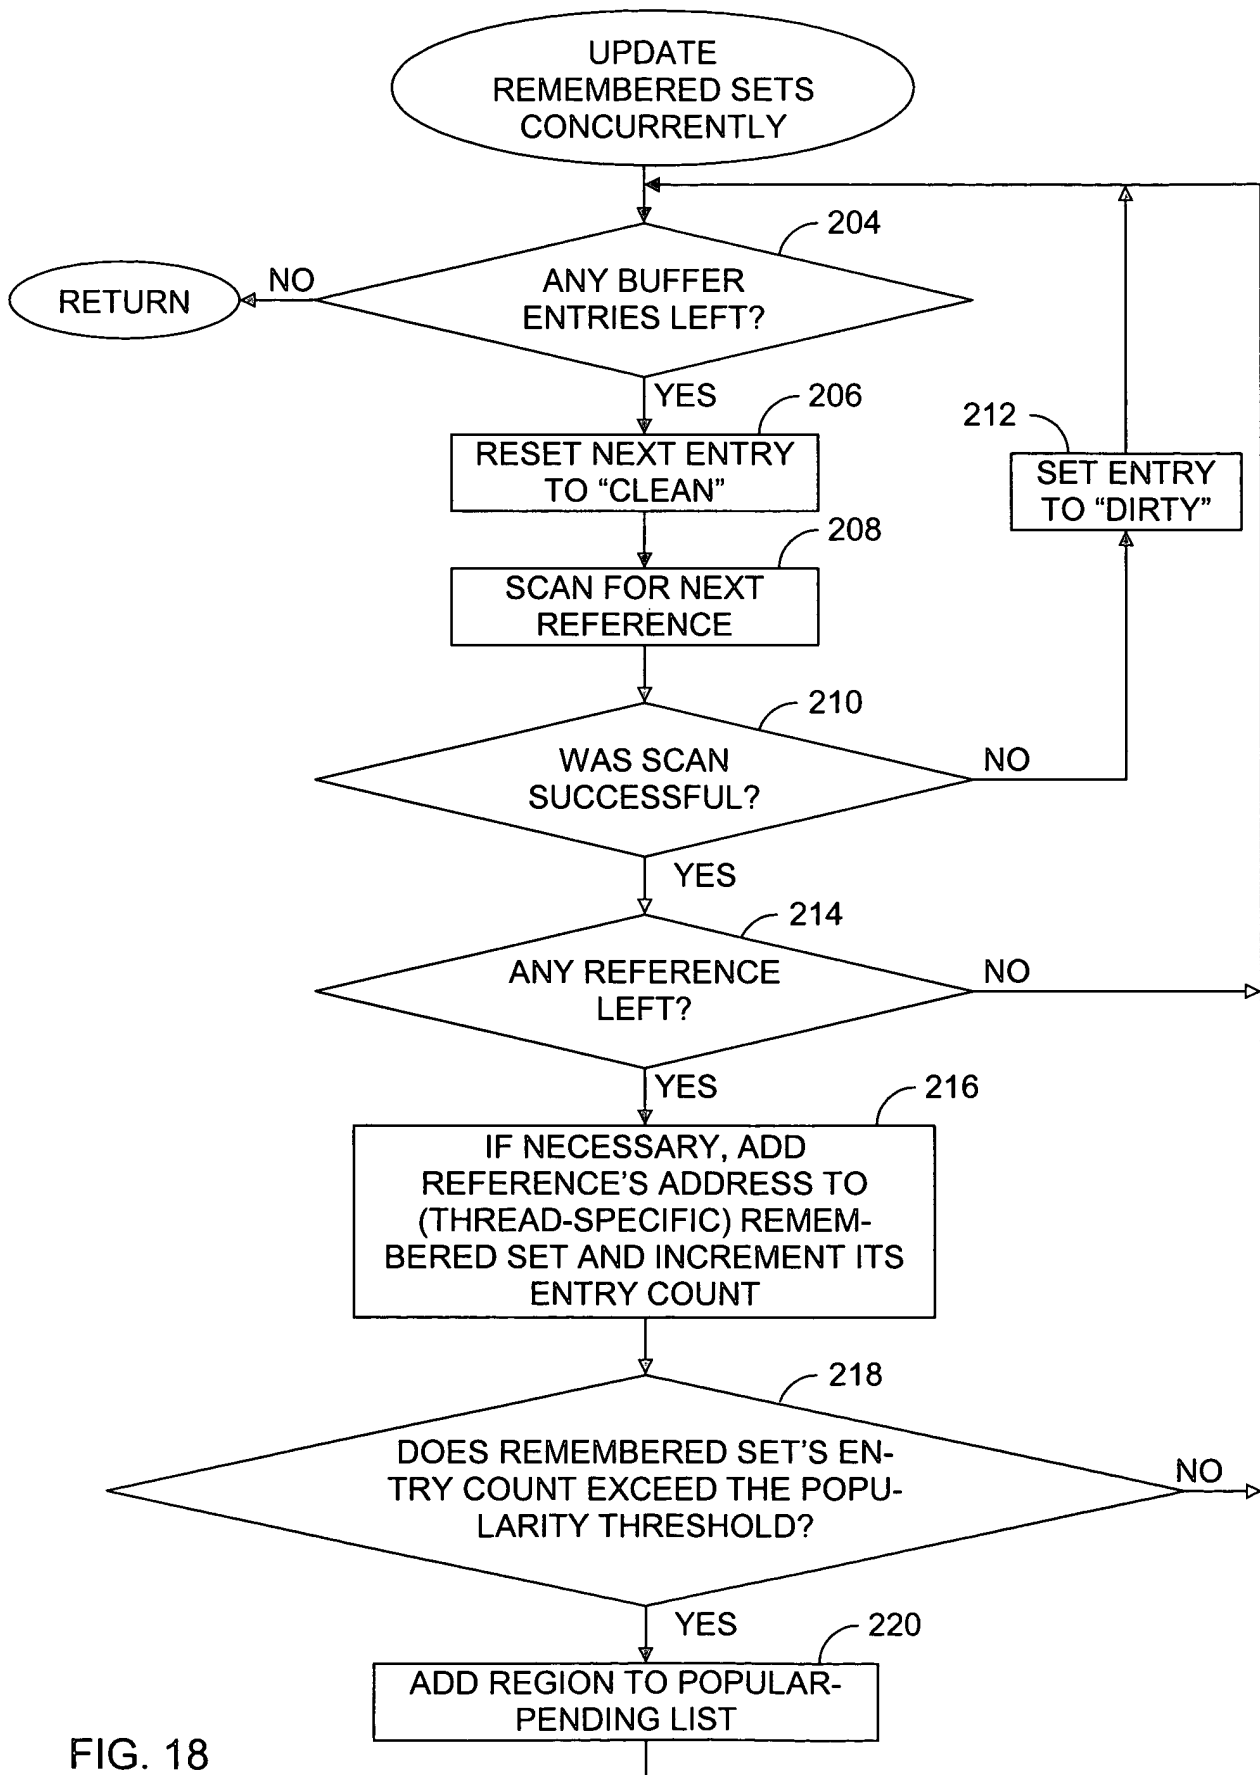 UPDATE
REMEMBERED SETS
CONCURRENTLY
204
ANY BUFFER
ENTRIES LEFT?
NO
RETURN
YES
206
RESET NEXT ENTRY
TO “CLEAN”
212
SET ENTRY
TO “DIRTY”
208
SCAN FOR NEXT
REFERENCE
210
WAS SCAN
SUCCESSFUL?
NO
YES
214
ANY REFERENCE
LEFT?
NO
YES
216
IF NECESSARY, ADD
REFERENCE’S ADDRESS TO
(THREAD-SPECIFIC) REMEM-
BERED SET AND INCREMENT ITS
ENTRY COUNT
218
DOES REMEMBERED SET’S EN-
TRY COUNT EXCEED THE POPU-
LARITY THRESHOLD?
NO
YES
220
ADD REGION TO POPULAR-
PENDING LIST
FIG. 18